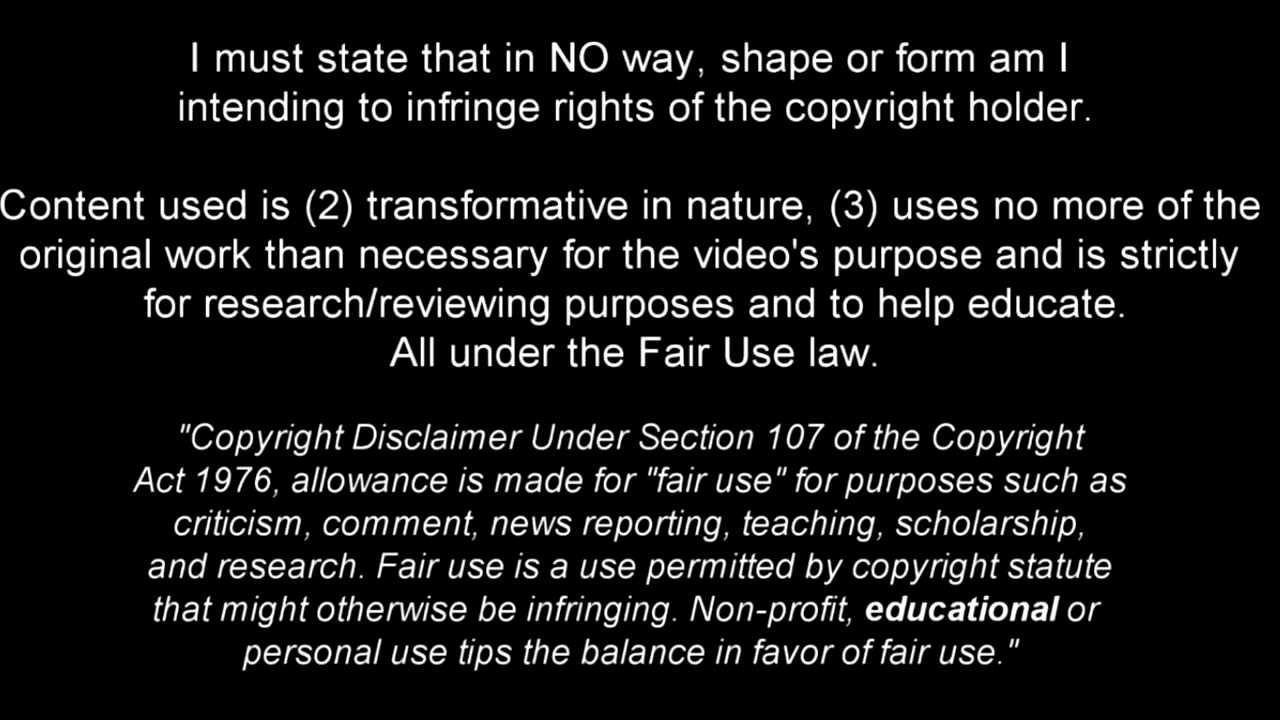 I must state that in NO way, shape or form am I
intending to infringe rights of the copyright holder.
Content used is (2) transformative in nature, (3) uses no more of the
original work than necessary for the video's purpose and is strictly
for research/reviewing purposes and to help educate.
All under the Fair Use law.
"Copyright Disclaimer Under Section 107 of the Copyright
Act 1976, allowance is made for "fair use" for purposes such as
criticism, comment, news reporting, teaching, scholarship,
and research. Fair use is a use permitted by copyright statute
that might otherwise be infringing. Non-profit, educational or
personal use tips the balance in favor of fair use."